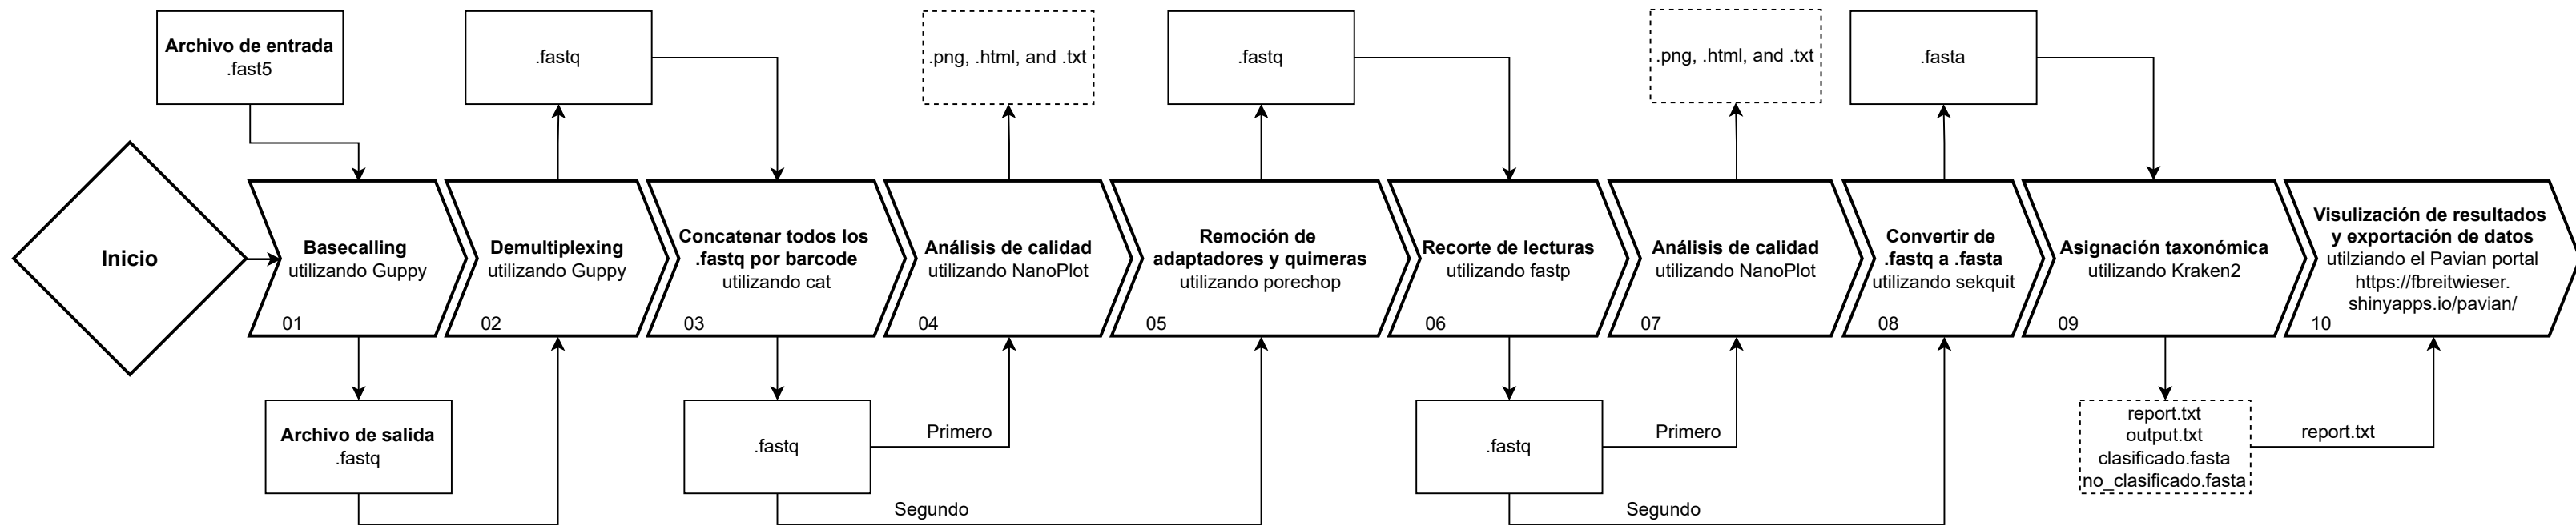 Archivo de entrada
.fast5
.fastq
.png, .html, and .txt
.fastq
.png, .html, and .txt
.fasta
Inicio
Basecalling
utilizando Guppy
01
Demultiplexing
utilizando Guppy
02
Concatenar todos los
.fastq por barcode
utilizando cat
03
Análisis de calidad
utilizando NanoPlot
04
Remoción de
adaptadores y quimeras
utilizando porechop
05
Recorte de lecturas
utilizando fastp
06
Análisis de calidad
utilizando NanoPlot
07
Convertir de
.fastq a .fasta
utilizando sekquit
08
Asignación taxonómica
utilizando Kraken2
09
Visulización de resultados
y exportación de datos
utilziando el Pavian portal
https://fbreitwieser.
shinyapps.io/pavian/
10
Archivo de salida
.fastq
.fastq
Primero
Segundo
.fastq
Primero
Segundo
report.txt
output.txt
clasificado.fasta
no_clasificado.fasta
report.txt